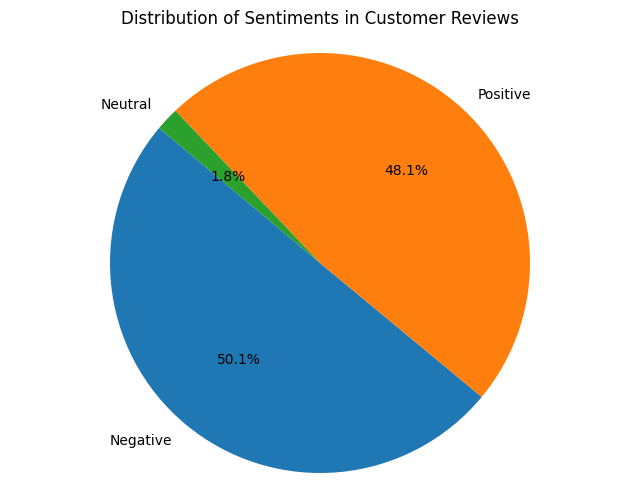 Distribution of Sentiments in Customer Reviews
Positive
Neutral
48.1%
1.8%
50.1%
Negative